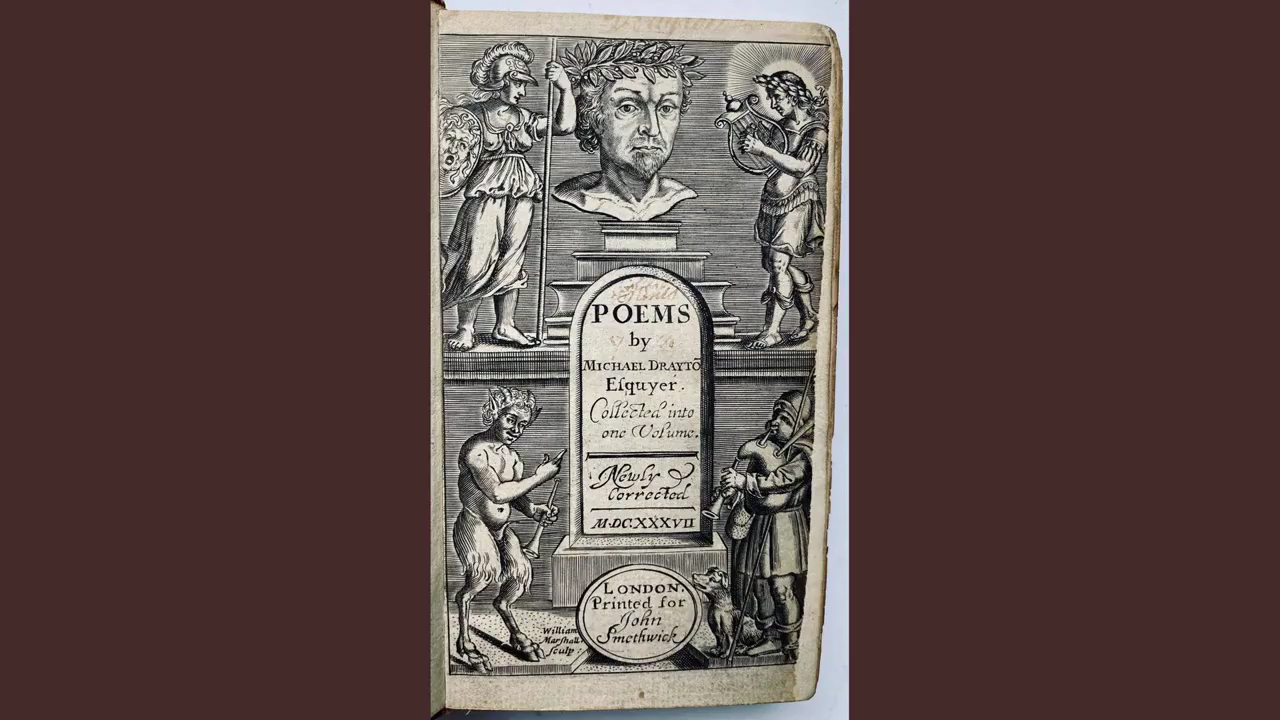 POEMS
by
MICHAEL DRAYTŌ
Eſquyer.
Collected into
one Volume.
Newly
Corrected
M·DC.XXXVII
LONDON.
Printed for
John
Smethwick
William
Marſhall.
ſculp: